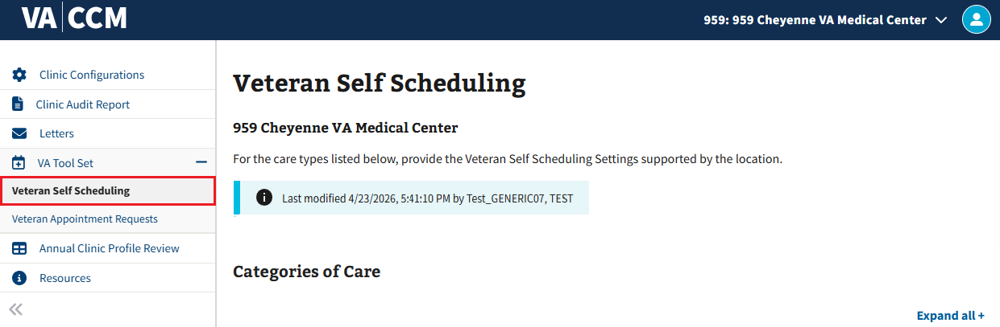 VA CCM
959: 959 Cheyenne VA Medical Center
Clinic Configurations
Clinic Audit Report
Letters
VA Tool Set
Veteran Self Scheduling
Veteran Appointment Requests
Annual Clinic Profile Review
Resources
Veteran Self Scheduling
959 Cheyenne VA Medical Center
For the care types listed below, provide the Veteran Self Scheduling Settings supported by the location.
Last modified 4/23/2026, 5:41:10 PM by Test_GENERIC07, TEST
Categories of Care
Expand all +